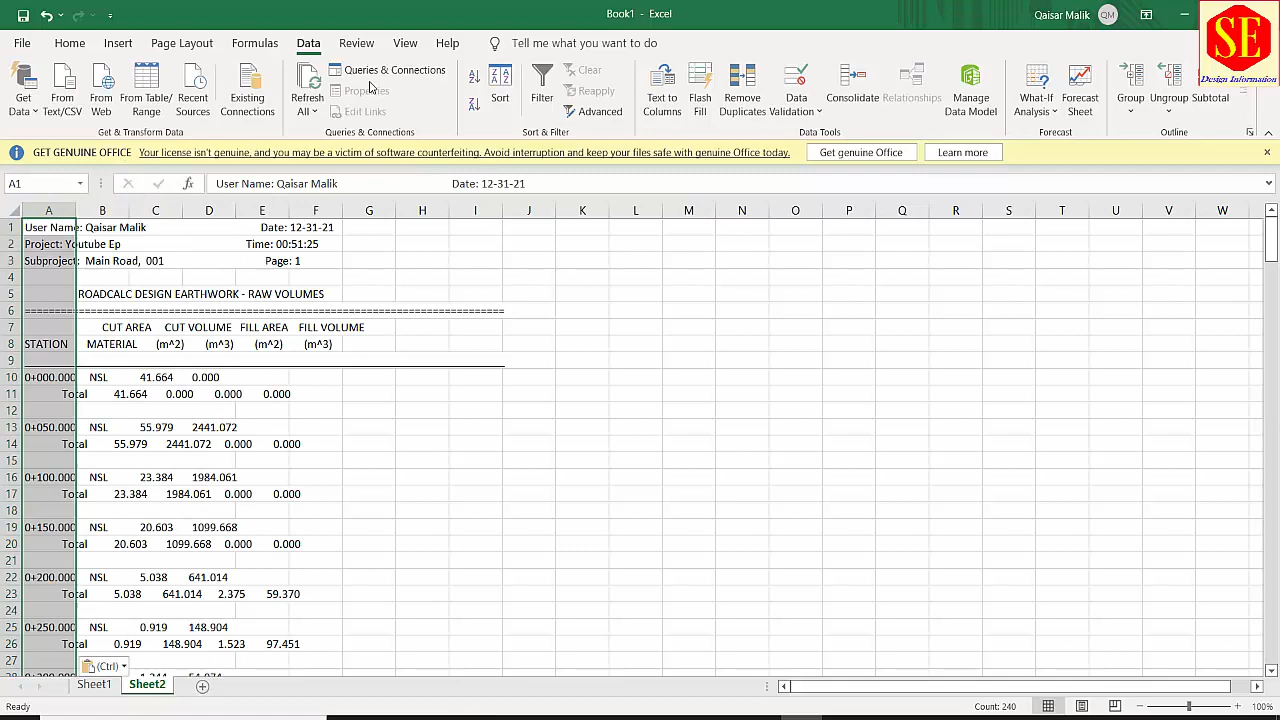 Book1 - Excel
Qaisar Malik QM
SE
Design Information
File Home Insert Page Layout Formulas Data Review View Help Tell me what you want to do
Get Data
From Text/CSV
From Web
From Table/ Range
Recent Sources
Existing Connections
Get & Transform Data
Refresh All
Queries & Connections
Properties
Edit Links
Queries & Connections
Sort
Filter
Clear
Reapply
Advanced
Sort & Filter
Text to Columns
Flash Fill
Remove Duplicates
Data Validation
Consolidate
Relationships
Manage Data Model
Data Tools
What-If Analysis
Forecast Sheet
Forecast
Group
Ungroup
Subtotal
Outline
GET GENUINE OFFICE Your license isn't genuine, and you may be a victim of software counterfeiting. Avoid interruption and keep your files safe with genuine Office today. Get genuine Office Learn more
A1 fx User Name: Qaisar Malik Date: 12-31-21
A B C D E F G H I J K L M N O P Q R S T U V W
1 User Name: Qaisar Malik Date: 12-31-21
2 Project: Youtube Ep Time: 00:51:25
3 Subproject: Main Road, 001 Page: 1
4
5 ROADCALC DESIGN EARTHWORK - RAW VOLUMES
6 ==============================================================================
7 CUT AREA CUT VOLUME FILL AREA FILL VOLUME
8 STATION MATERIAL (m^2) (m^3) (m^2) (m^3)
9
10 0+000.000 NSL 41.664 0.000
11 Total 41.664 0.000 0.000 0.000
12
13 0+050.000 NSL 55.979 2441.072
14 Total 55.979 2441.072 0.000 0.000
15
16 0+100.000 NSL 23.384 1984.061
17 Total 23.384 1984.061 0.000 0.000
18
19 0+150.000 NSL 20.603 1099.668
20 Total 20.603 1099.668 0.000 0.000
21
22 0+200.000 NSL 5.038 641.014
23 Total 5.038 641.014 2.375 59.370
24
25 0+250.000 NSL 0.919 148.904
26 Total 0.919 148.904 1.523 97.451
27
(Ctrl)
Sheet1 Sheet2
Ready Count: 240 100%